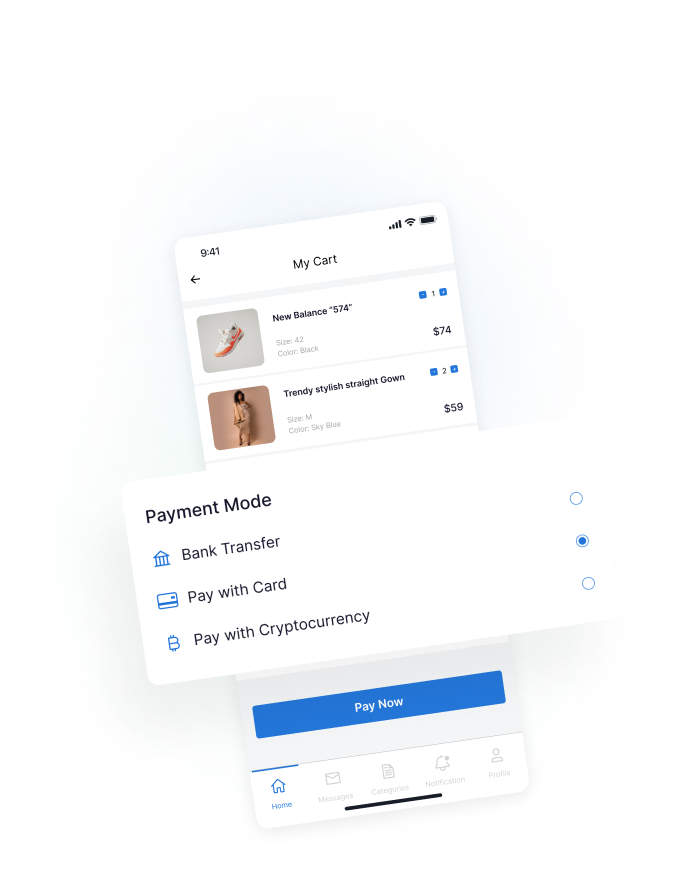 9:41
My Cart
New Balance “574”
- 1 +
Size: 42
Color: Black
$74
Trendy stylish straight Gown
- 2 +
Size: M
Color: Sky Blue
$59
Payment Mode
Bank Transfer
Pay with Card
Pay with Cryptocurrency
Pay Now
Home
Messages
Categories
Notification
Profile